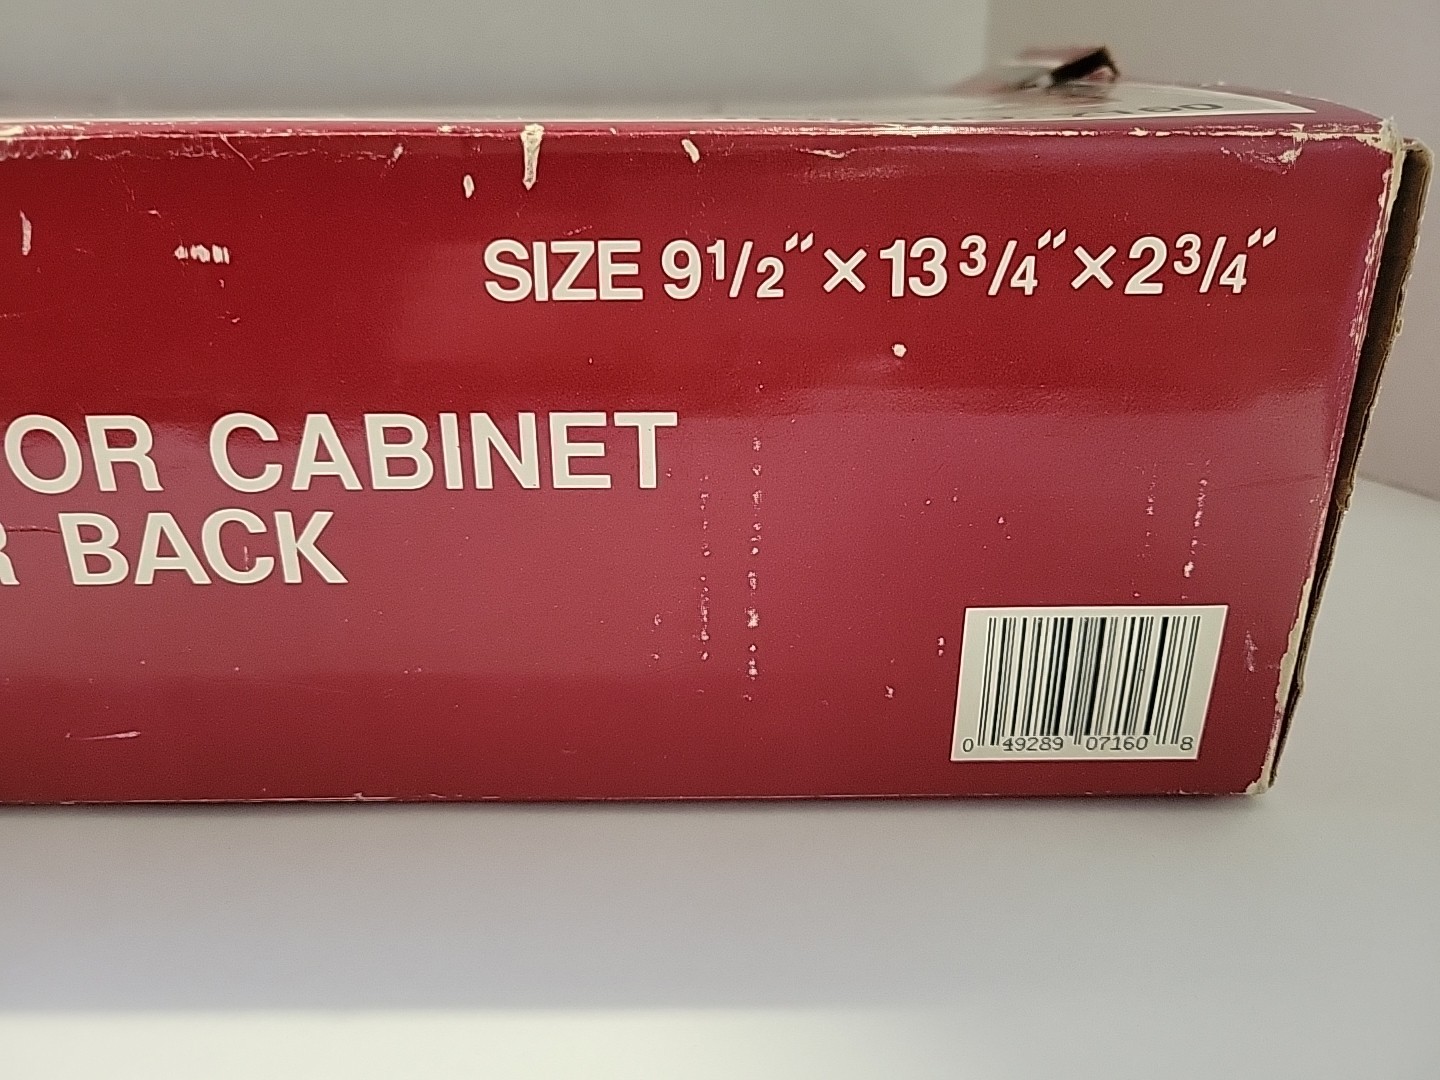 SIZE 9 1/2" × 13 3/4" × 2 3/4"
OR CABINET
R BACK
0 49289 07160 8